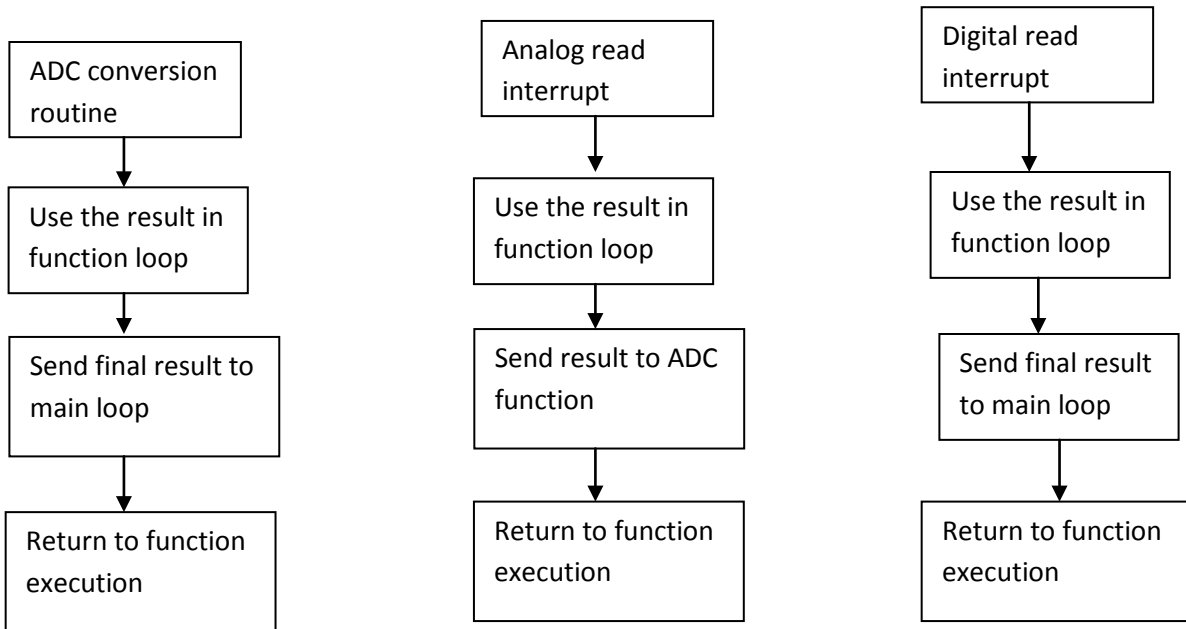 ADC conversion
routine
Use the result in
function loop
Send final result to
main loop
Return to function
execution
Analog read
interrupt
Use the result in
function loop
Send result to ADC
function
Return to function
execution
Digital read
interrupt
Use the result in
function loop
Send final result
to main loop
Return to function
execution